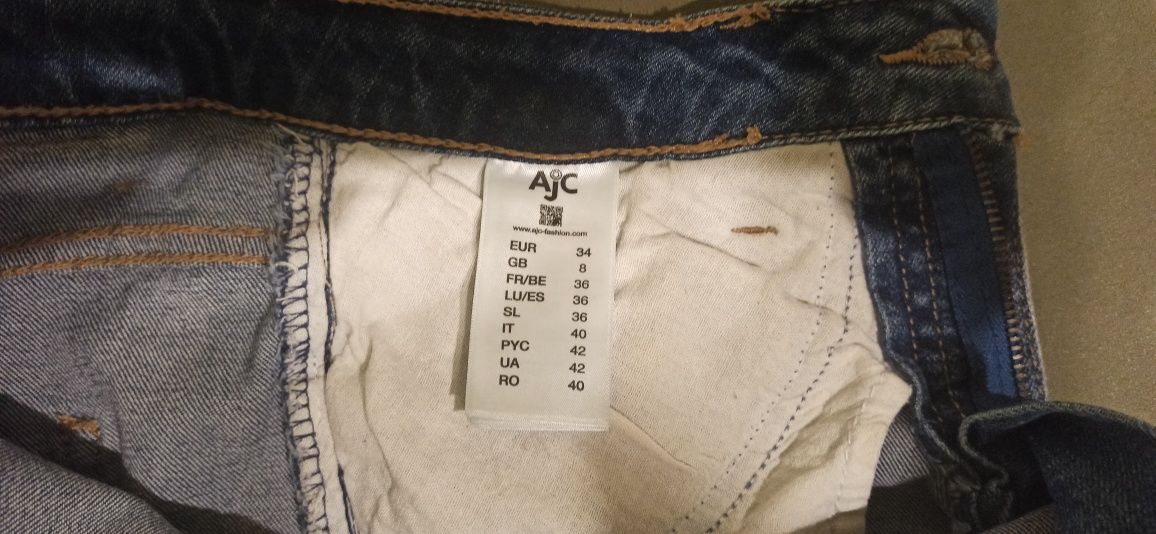 AjC
www.ajc-fashion.com
EUR 34
GB 8
FR/BE 36
LU/ES 36
SL 36
IT 40
PYC 42
UA 42
RO 40